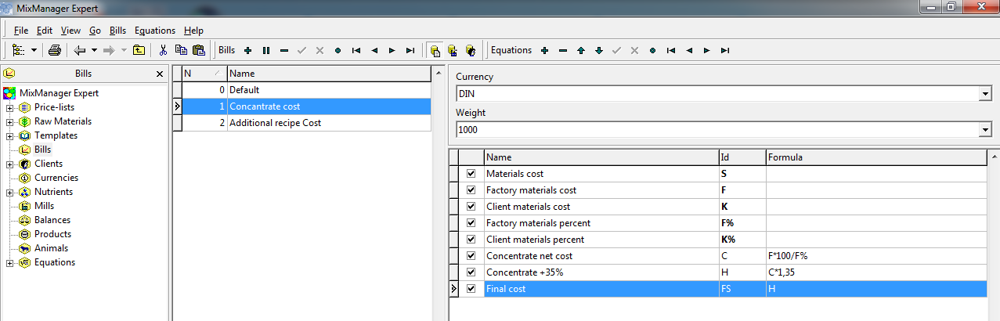 MixManager Expert
File Edit View Go Bills Equations Help
Bills Equations
Bills
MixManager Expert
Price-lists
Raw Materials
Templates
Bills
Clients
Currencies
Nutrients
Mills
Balances
Products
Animals
Equations
N Name
0 Default
1 Concantrate cost
2 Additional recipe Cost
Currency
DIN
Weight
1000
Name Id Formula
Materials cost S
Factory materials cost F
Client materials cost K
Factory materials percent F%
Client materials percent K%
Concentrate net cost C F*100/F%
Concentrate +35% H C*1,35
Final cost FS H